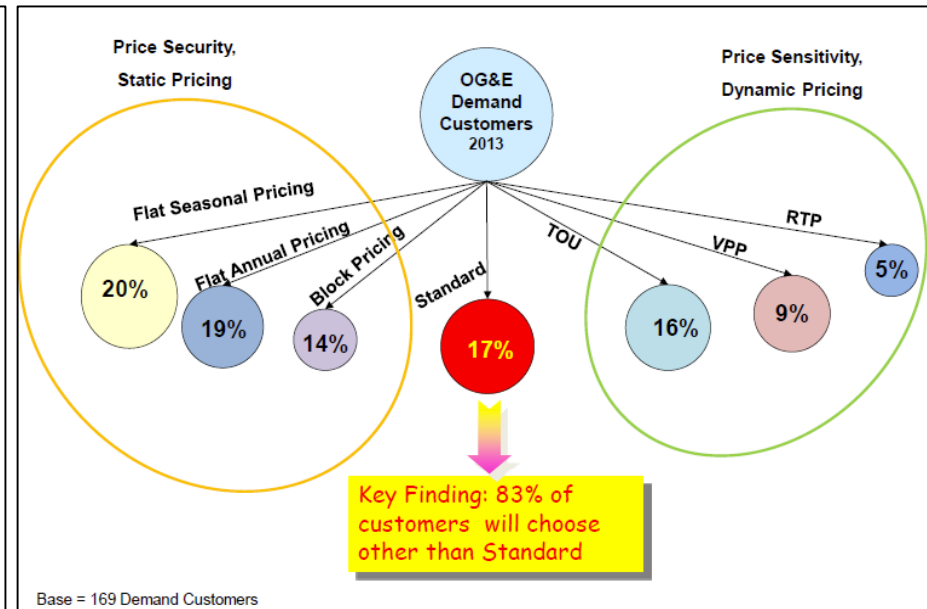 Price Security,
Static Pricing
OG&E
Demand
Customers
2013
Price Sensitivity,
Dynamic Pricing
Flat Seasonal Pricing
Flat Annual Pricing
Block Pricing
Standard
TOU
VPP
RTP
20%
19%
14%
17%
16%
9%
5%
Key Finding: 83% of
customers will choose
other than Standard
Base = 169 Demand Customers